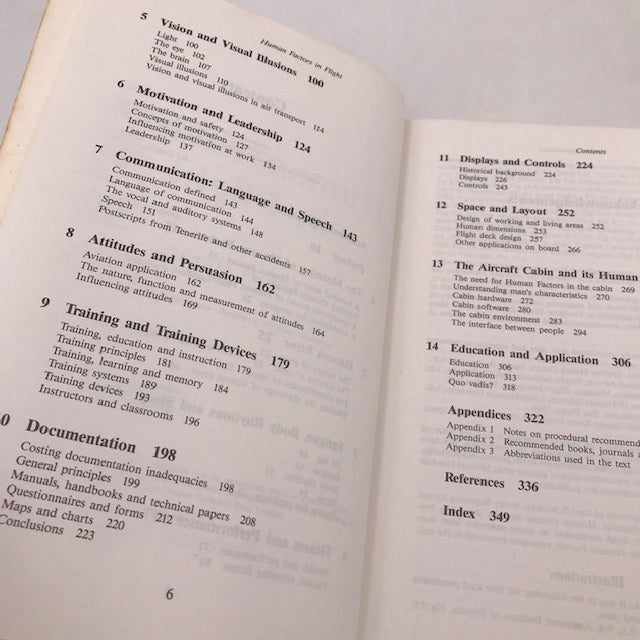 Human Factors in Flight
5 Vision and Visual Illusions 100
Light 100
The eye 102
The brain 107
Visual illusions 110
Vision and visual illusions in air transport 114
6 Motivation and Leadership 124
Motivation and safety 124
Concepts of motivation 127
Influencing motivation at work 134
Leadership 137
7 Communication: Language and Speech 143
Communication defined 143
Language of communication 144
The vocal and auditory systems 148
Speech 151
Postscripts from Tenerife and other accidents 157
8 Attitudes and Persuasion 162
Aviation application 162
The nature, function and measurement of attitudes 164
Influencing attitudes 169
9 Training and Training Devices 179
Training, education and instruction 179
Training principles 181
Training, learning and memory 184
Training systems 189
Training devices 193
Instructors and classrooms 196
0 Documentation 198
Costing documentation inadequacies 198
General principles 199
Manuals, handbooks and technical papers 208
Questionnaires and forms 212
Maps and charts 220
Conclusions 223
6
Contents
11 Displays and Controls 224
Historical background 224
Displays 226
Controls 243
12 Space and Layout 252
Design of working and living areas 252
Human dimensions 253
Flight deck design 257
Other applications on board 266
13 The Aircraft Cabin and its Human
The need for Human Factors in the cabin 269
Understanding man's characteristics 270
Cabin hardware 272
Cabin software 280
The cabin environment 283
The interface between people 294
14 Education and Application 306
Education 306
Application 313
Quo vadis? 318
Appendices 322
Appendix 1 Notes on procedural recommend
Appendix 2 Recommended books, journals a
Appendix 3 Abbreviations used in the text
References 336
Index 349